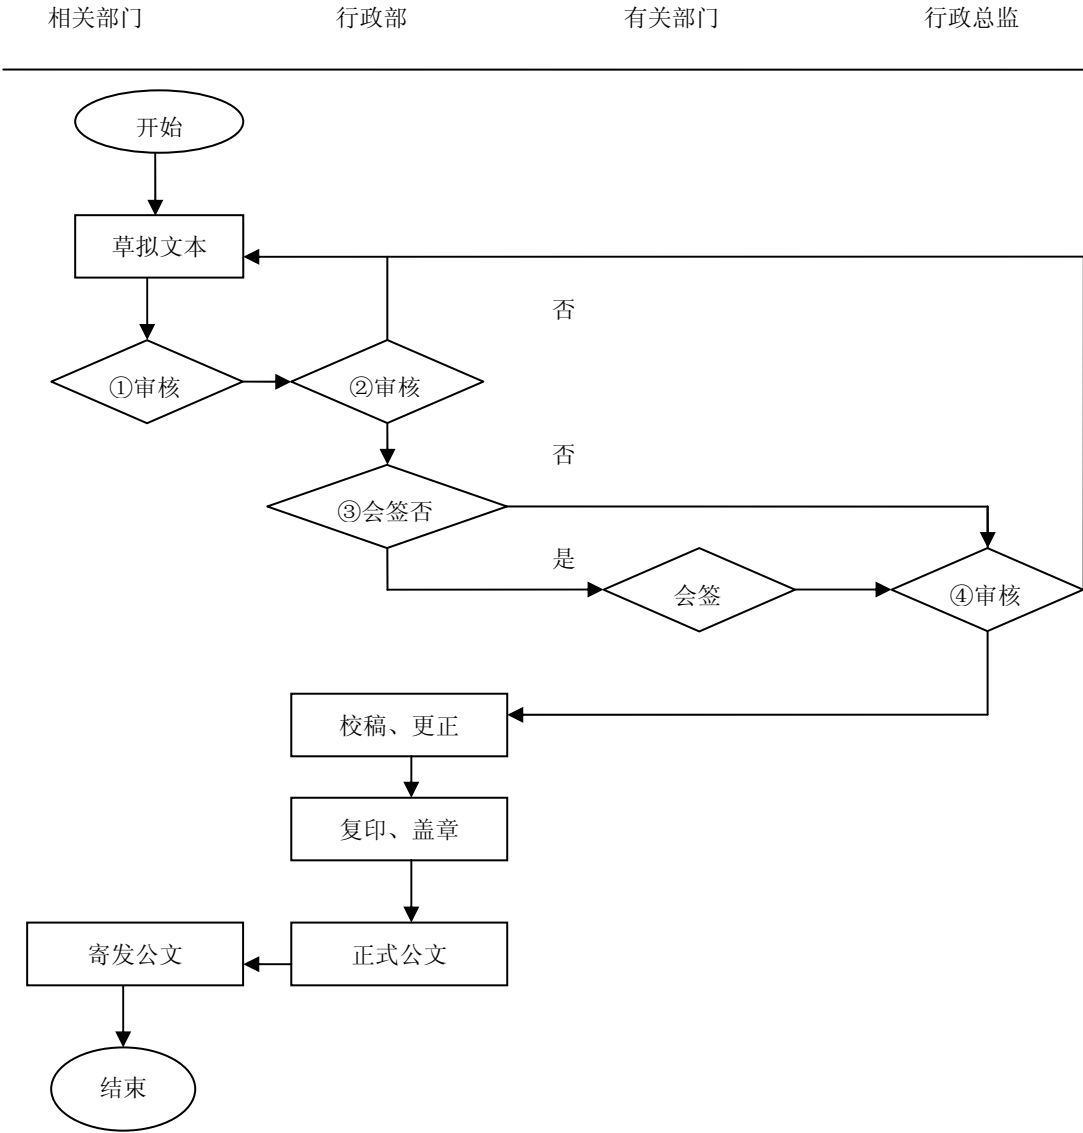 相关部门 行政部 有关部门 行政总监
开始
草拟文本
否
①审核 ②审核
否
③会签否
是
会签 ④审核
校稿、更正
复印、盖章
寄发公文 正式公文
结束